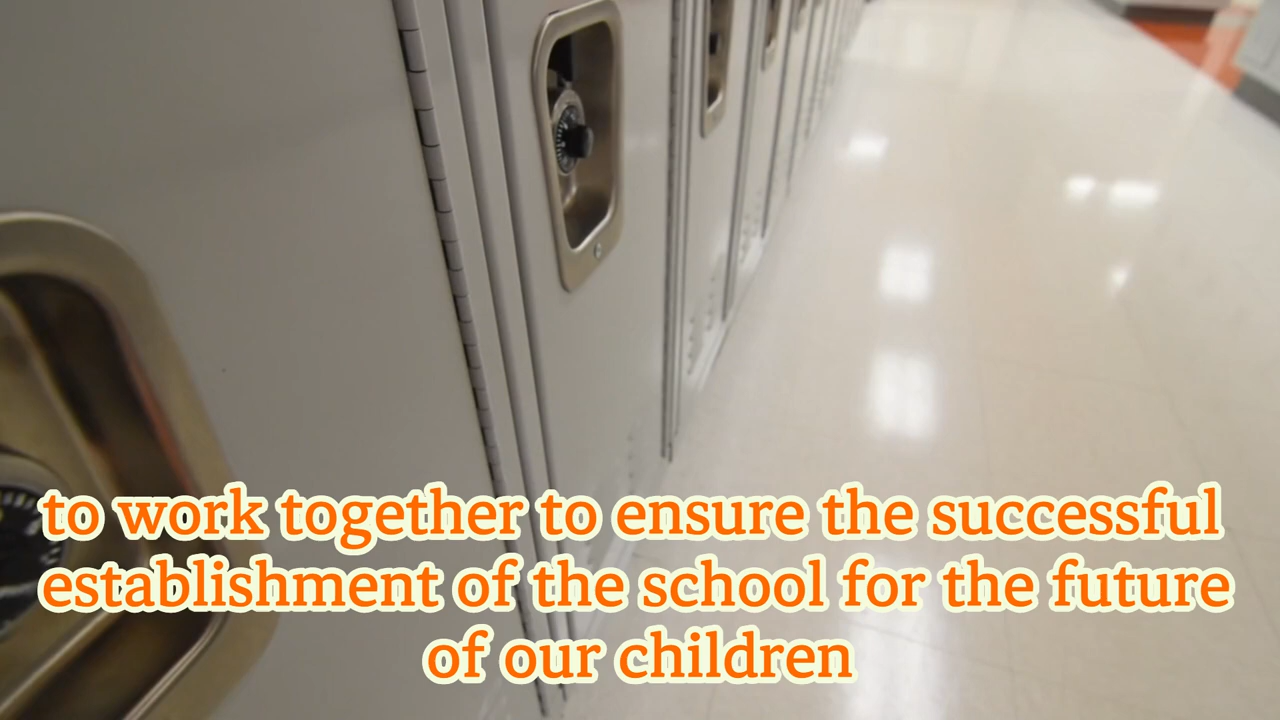 to work together to ensure the successful
establishment of the school for the future
of our children